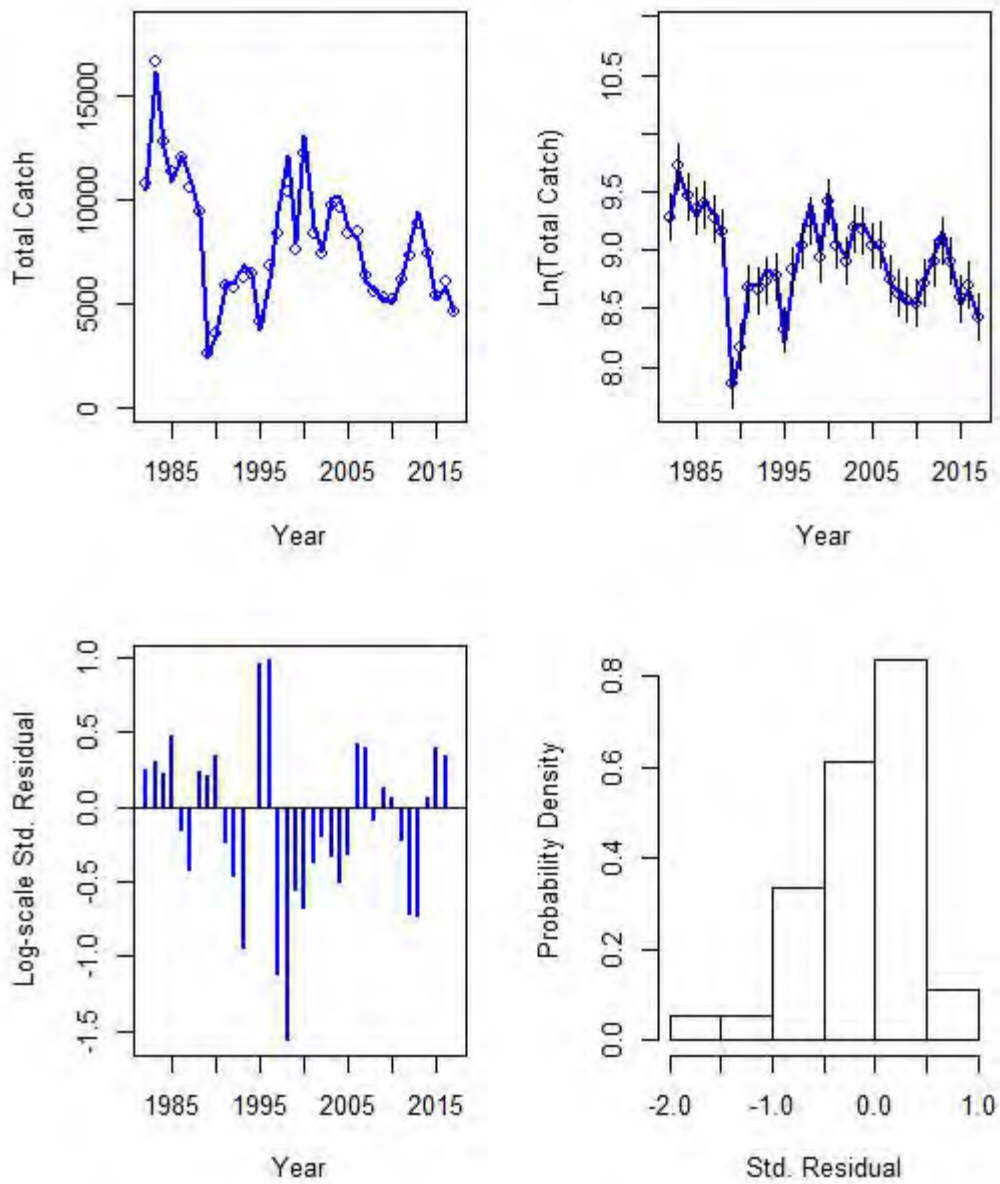 Total Catch
15000
10000
5000
0
1985 1995 2005 2015
Year
Ln(Total Catch)
10.5
9.5
9.0
8.5
8.0
1985 1995 2005 2015
Year
Log-scale Std. Residual
1.0
0.5
0.0
-0.5
-1.0
-1.5
1985 1995 2005 2015
Year
Probability Density
0.8
0.6
0.4
0.2
0.0
-2.0 -1.0 0.0 1.0
Std. Residual